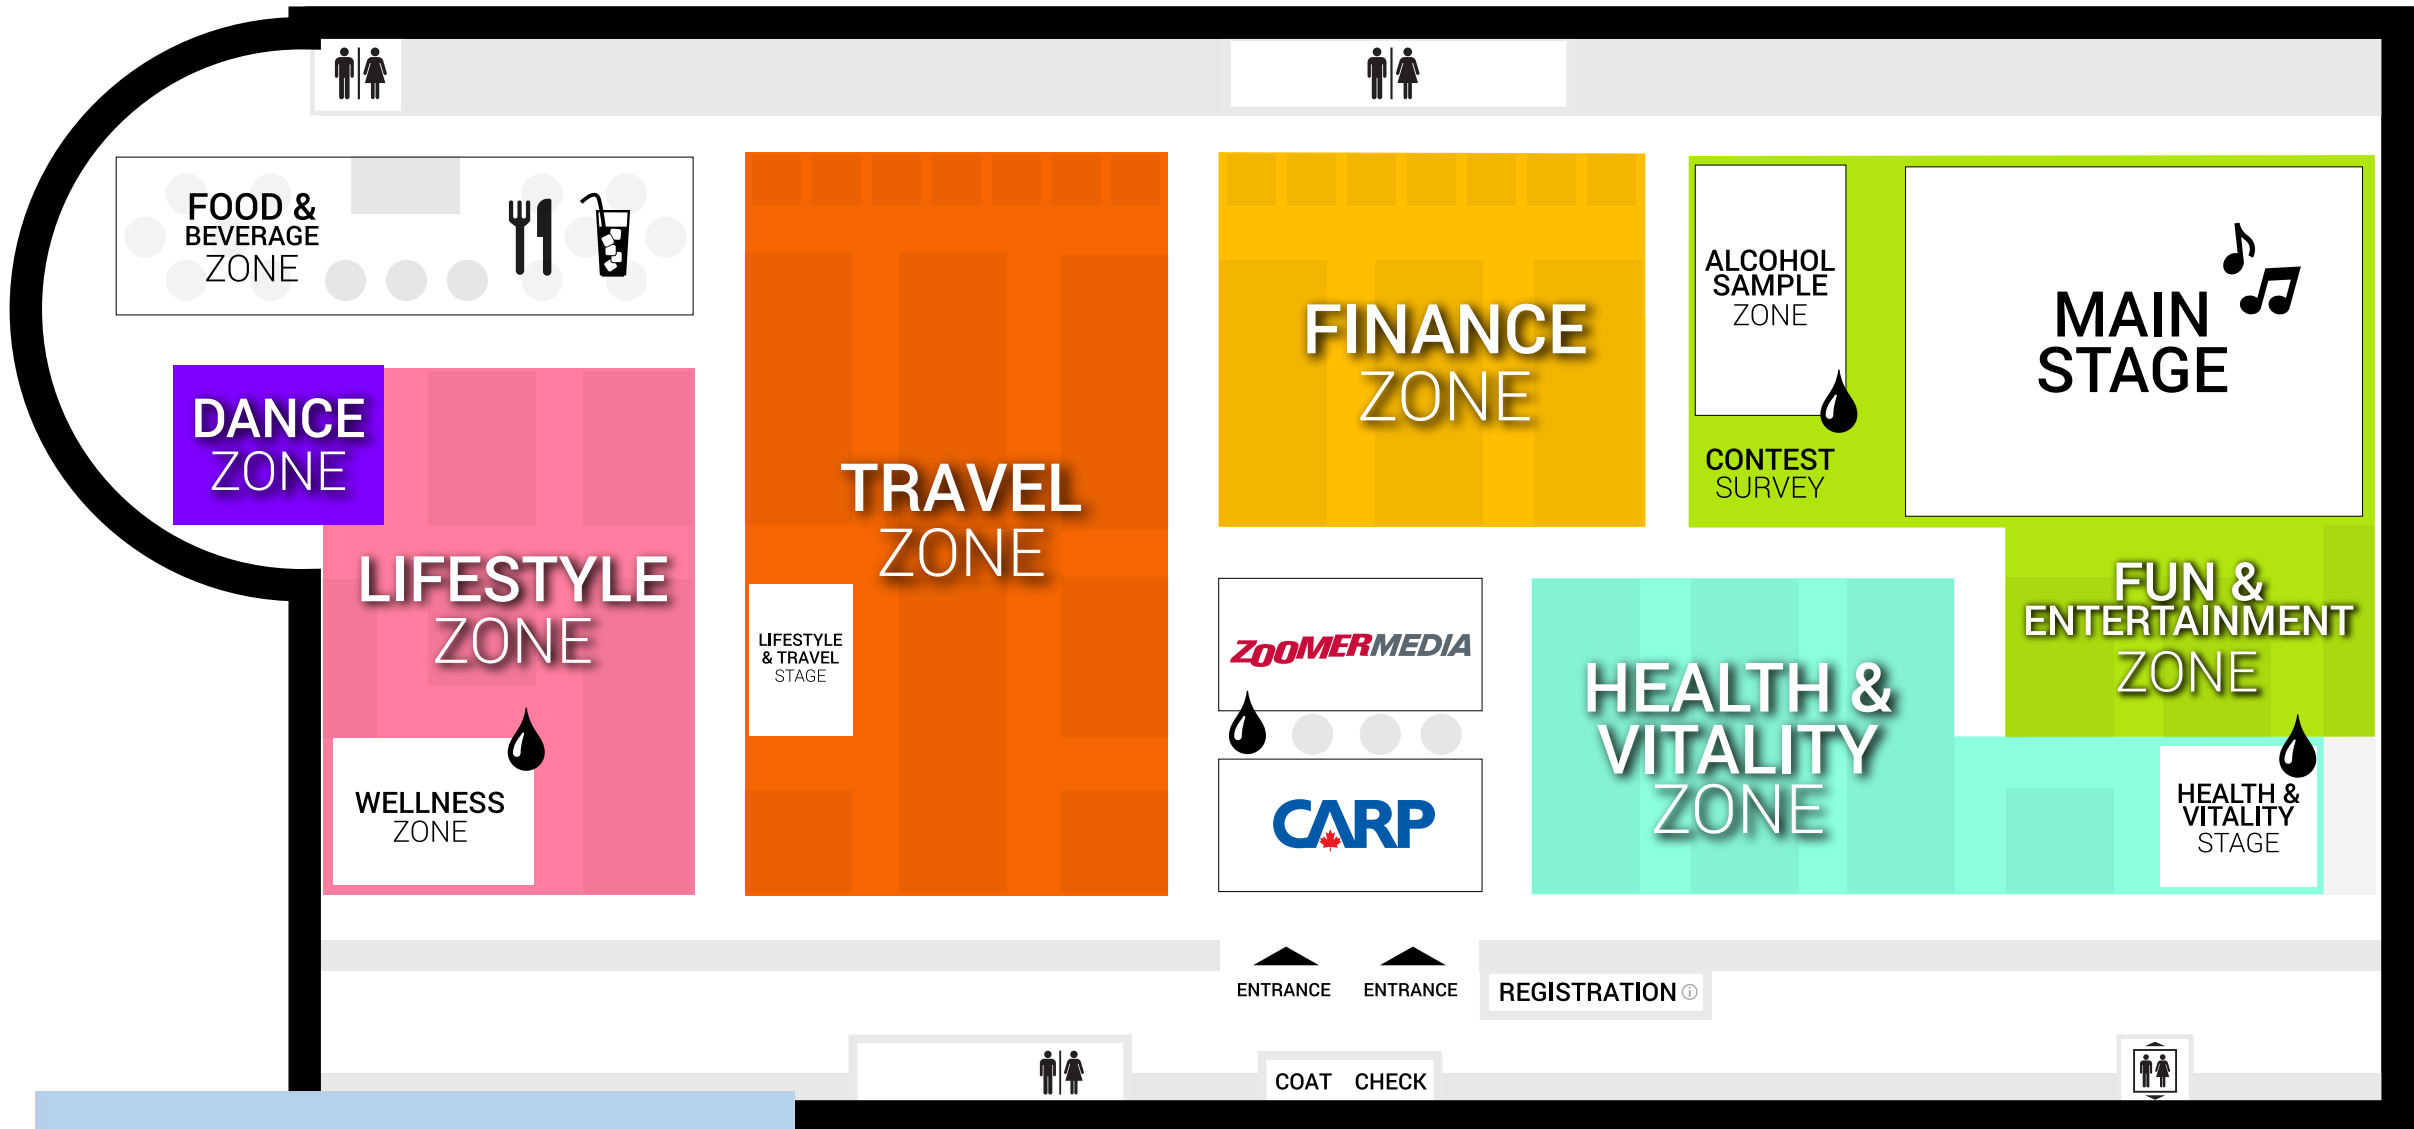 FOOD &
BEVERAGE
ZONE
DANCE
ZONE
LIFESTYLE
ZONE
WELLNESS
ZONE
TRAVEL
ZONE
LIFESTYLE
& TRAVEL
STAGE
FINANCE
ZONE
ZOOMERMEDIA
CARP
ALCOHOL
SAMPLE
ZONE
CONTEST
SURVEY
MAIN
STAGE
FUN &
ENTERTAINMENT
ZONE
HEALTH &
VITALITY
ZONE
HEALTH &
VITALITY
STAGE
ENTRANCE ENTRANCE
REGISTRATION
COAT CHECK